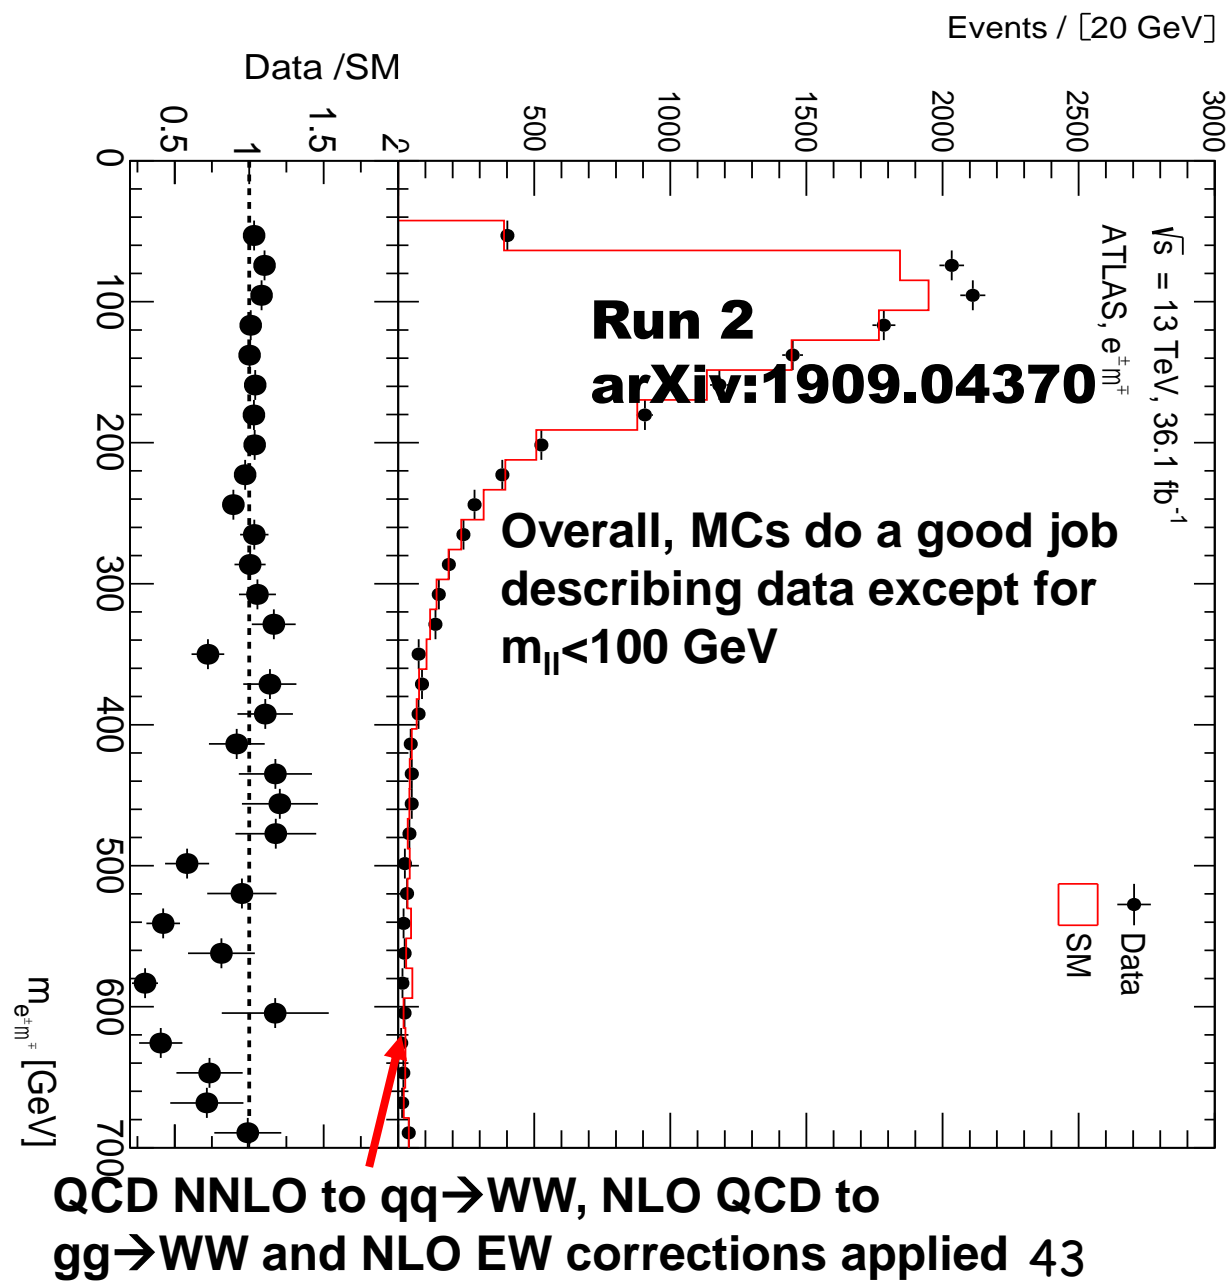 Events / [20 GeV]
Data /SM
0.5
1
1.5
2
500
1000
1500
2000
2500
3000
0
100
200
300
400
500
600
700
√s = 13 TeV, 36.1 fb⁻¹
ATLAS, e±m∓
Run 2
arXiv:1909.04370
Overall, MCs do a good job
describing data except for
mll<100 GeV
Data
SM
me±m∓ [GeV]
QCD NNLO to qq→WW, NLO QCD to
gg→WW and NLO EW corrections applied 43